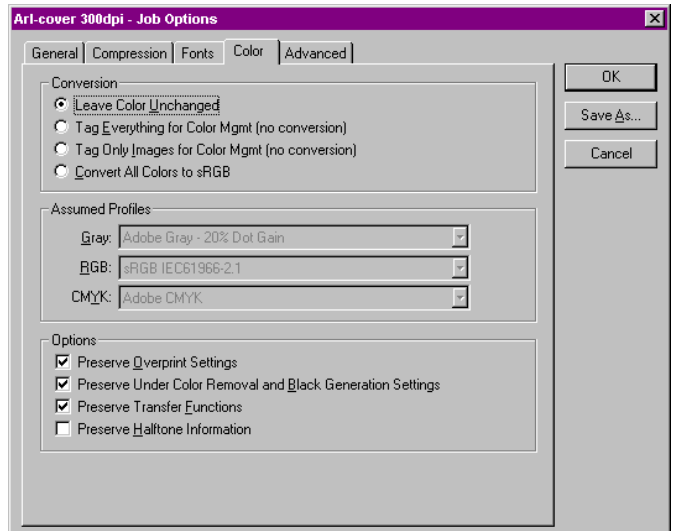 Arl-cover 300dpi - Job Options
General Compression Fonts Color Advanced
OK
Save As...
Cancel
Conversion
Leave Color Unchanged
Tag Everything for Color Mgmt (no conversion)
Tag Only Images for Color Mgmt (no conversion)
Convert All Colors to sRGB
Assumed Profiles
Gray: Adobe Gray - 20% Dot Gain
RGB: sRGB IEC61966-2.1
CMYK: Adobe CMYK
Options
Preserve Overprint Settings
Preserve Under Color Removal and Black Generation Settings
Preserve Transfer Functions
Preserve Halftone Information